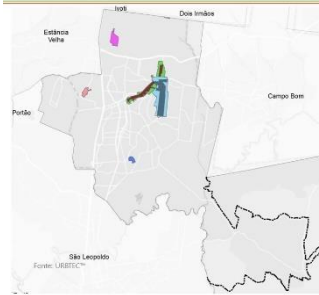 Ivoti
Dois Irmãos
Estância
Velha
Campo Bom
Portão
São Leopoldo
Fonte: URBTEC™